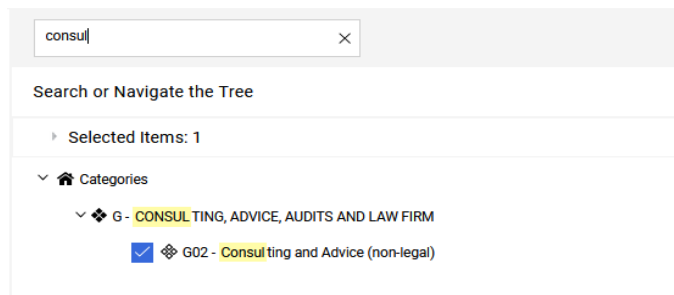 consul
Search or Navigate the Tree
Selected Items: 1
Categories
G - CONSULTING, ADVICE, AUDITS AND LAW FIRM
G02 - Consulting and Advice (non-legal)